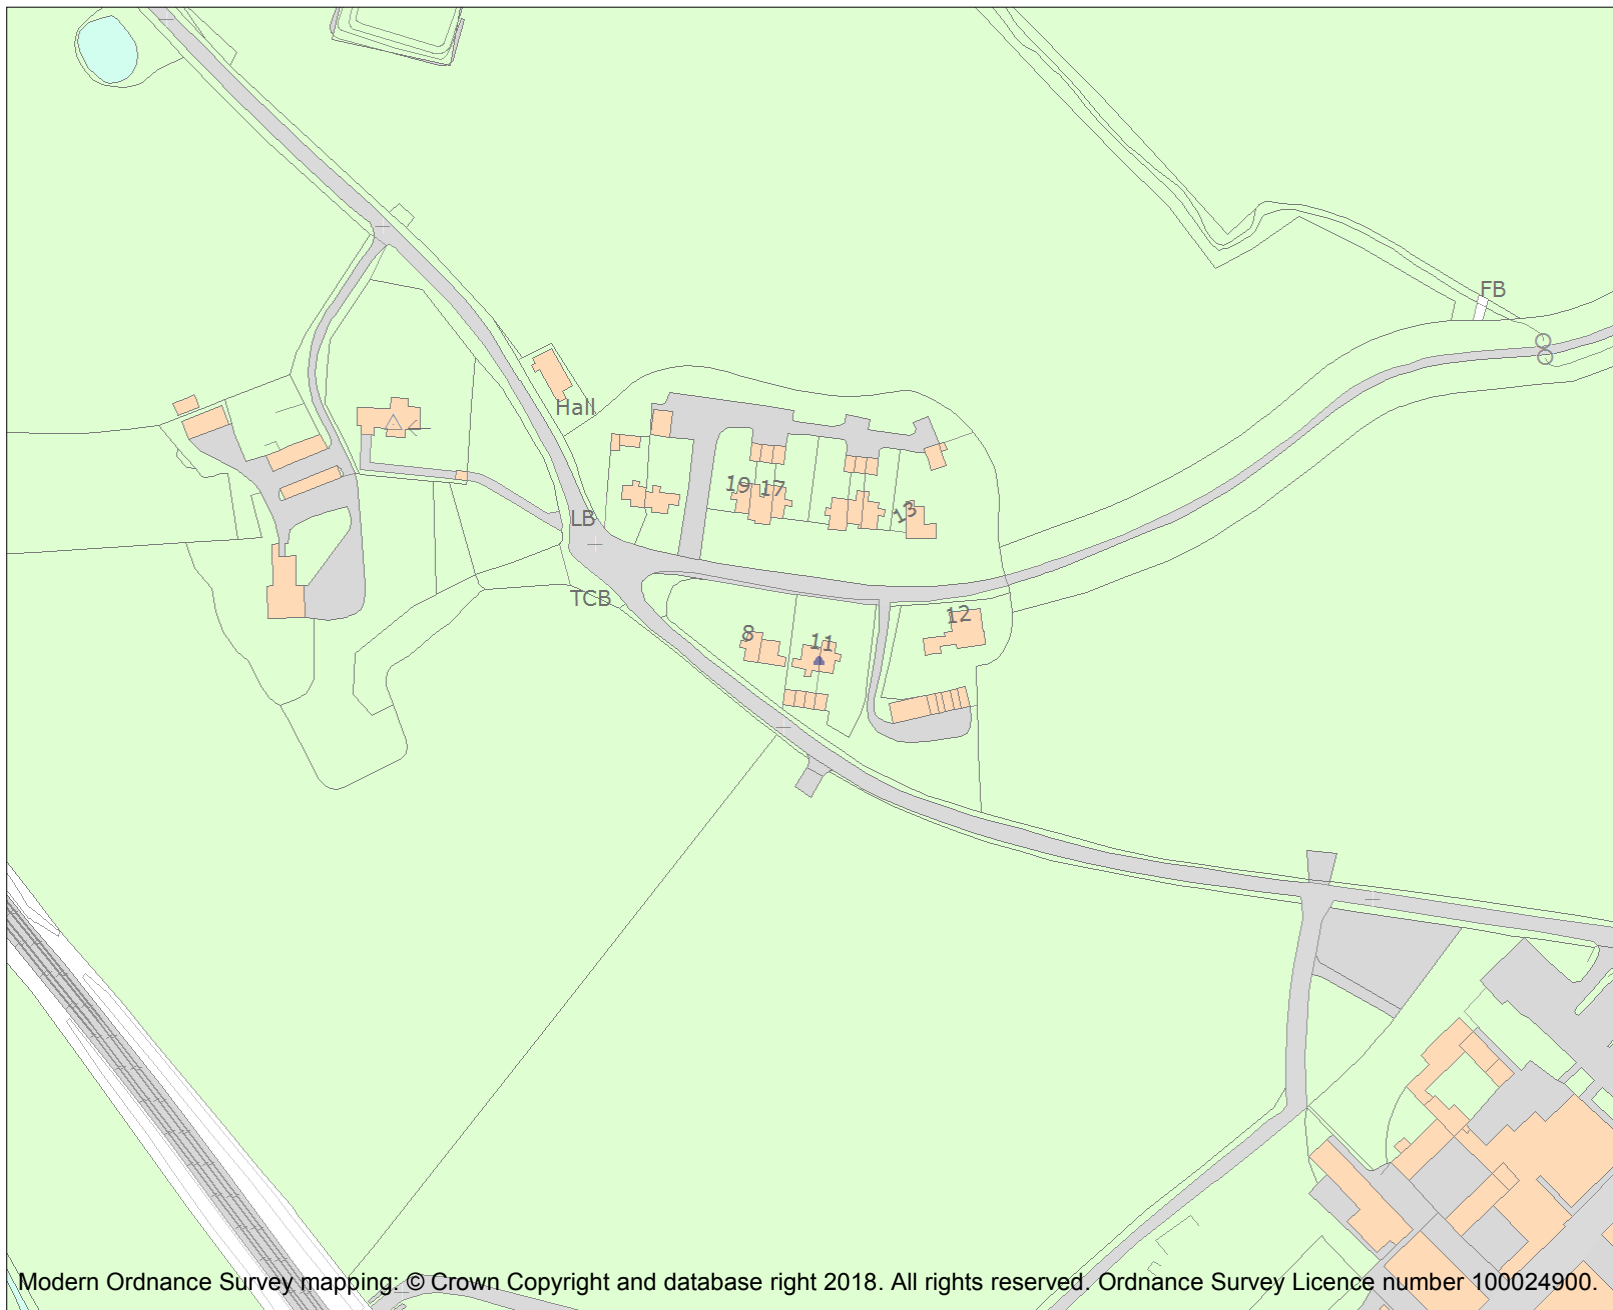 FB
Hall
19 17
13
LB
TCB
12
8
11
Modern Ordnance Survey mapping: © Crown Copyright and database right 2018. All rights reserved. Ordnance Survey Licence number 100024900.